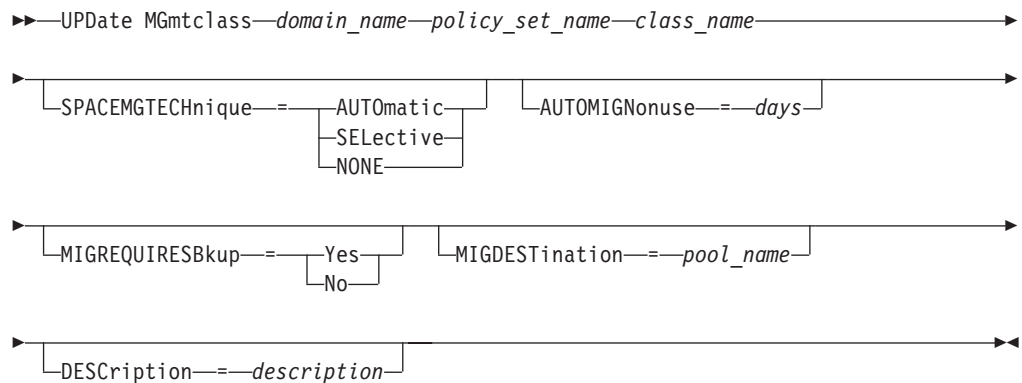 UPDate MGmtclass domain_name policy_set_name class_name
SPACEMGTECHnique = AUTOmatic AUTOMIGNonuse = days
SELective
NONE
MIGREQUIRESBkup = Yes MIGDESTination = pool_name
No
DESCription = description